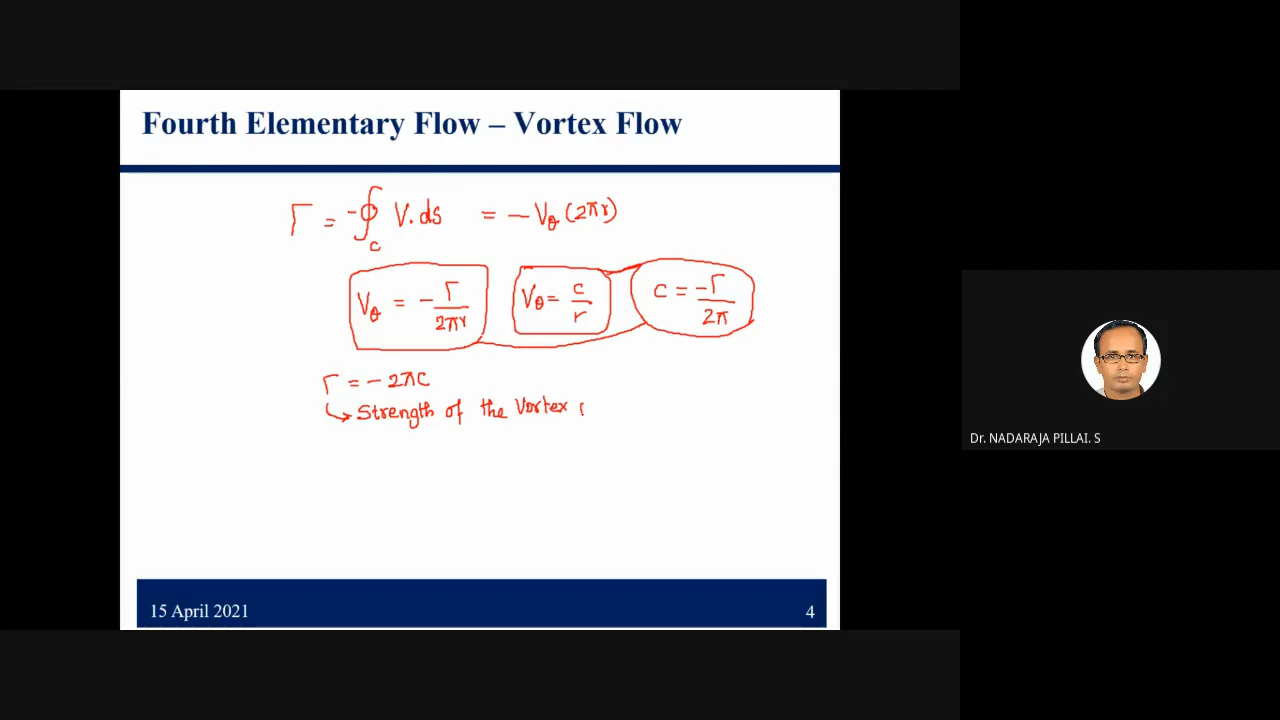 Fourth Elementary Flow – Vortex Flow
Γ = -∮c V.ds = - Vθ (2πr)
Vθ = - Γ/2πr Vθ = c/r c = -Γ/2π
Γ = - 2πc
↳ Strength of the Vortex (
15 April 2021 4
Dr. NADARAJA PILLAI. S